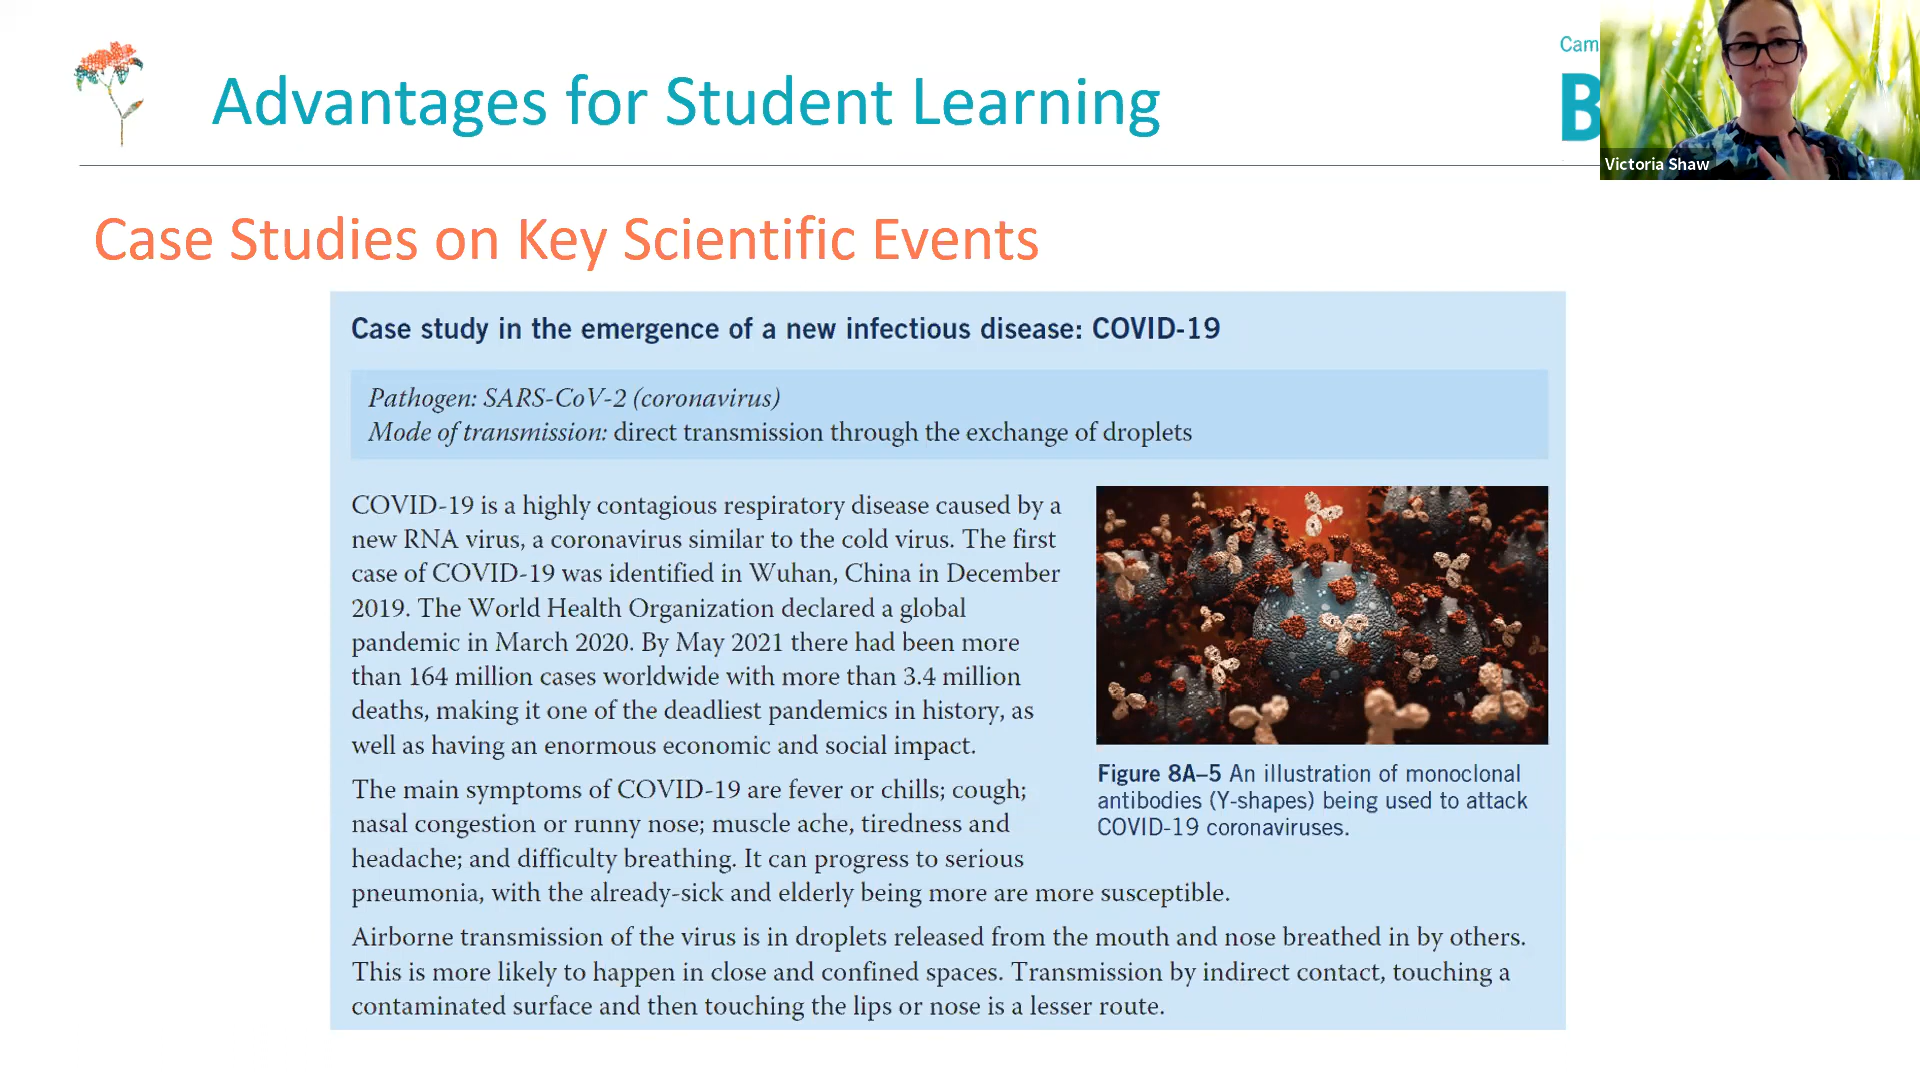 Advantages for Student Learning
Cam
B
Victoria Shaw
Case Studies on Key Scientific Events
Case study in the emergence of a new infectious disease: COVID-19
Pathogen: SARS-CoV-2 (coronavirus)
Mode of transmission: direct transmission through the exchange of droplets
COVID-19 is a highly contagious respiratory disease caused by a
new RNA virus, a coronavirus similar to the cold virus. The first
case of COVID-19 was identified in Wuhan, China in December
2019. The World Health Organization declared a global
pandemic in March 2020. By May 2021 there had been more
than 164 million cases worldwide with more than 3.4 million
deaths, making it one of the deadliest pandemics in history, as
well as having an enormous economic and social impact.
The main symptoms of COVID-19 are fever or chills; cough;
nasal congestion or runny nose; muscle ache, tiredness and
headache; and difficulty breathing. It can progress to serious
pneumonia, with the already-sick and elderly being more are more susceptible.
Figure 8A–5 An illustration of monoclonal
antibodies (Y-shapes) being used to attack
COVID-19 coronaviruses.
Airborne transmission of the virus is in droplets released from the mouth and nose breathed in by others.
This is more likely to happen in close and confined spaces. Transmission by indirect contact, touching a
contaminated surface and then touching the lips or nose is a lesser route.